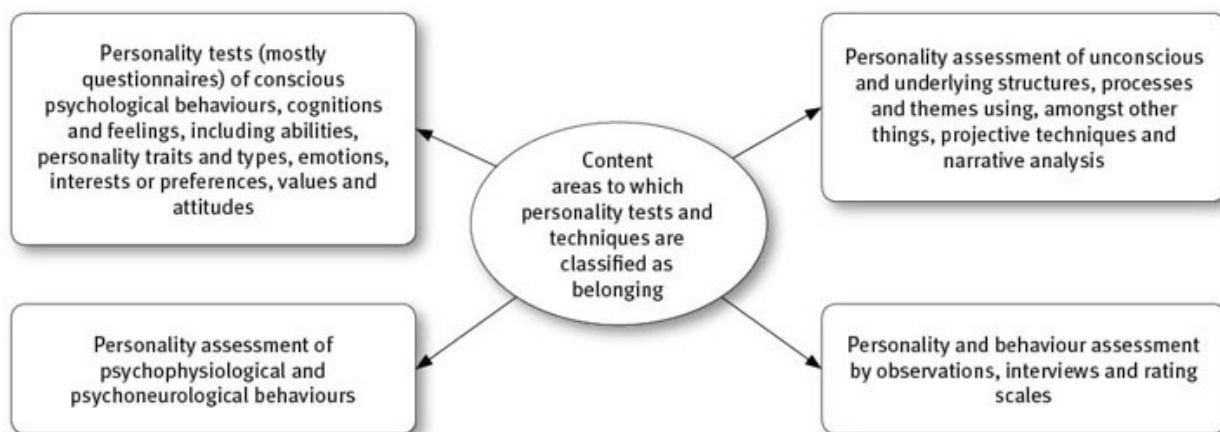 Personality tests (mostly
questionnaires) of conscious
psychological behaviours, cognitions
and feelings, including abilities,
personality traits and types, emotions,
interests or preferences, values and
attitudes
Personality assessment of unconscious
and underlying structures, processes
and themes using, amongst other
things, projective techniques and
narrative analysis
Content
areas to which
personality tests and
techniques are
classified as
belonging
Personality assessment of
psychophysiological and
psychoneurological behaviours
Personality and behaviour assessment
by observations, interviews and rating
scales